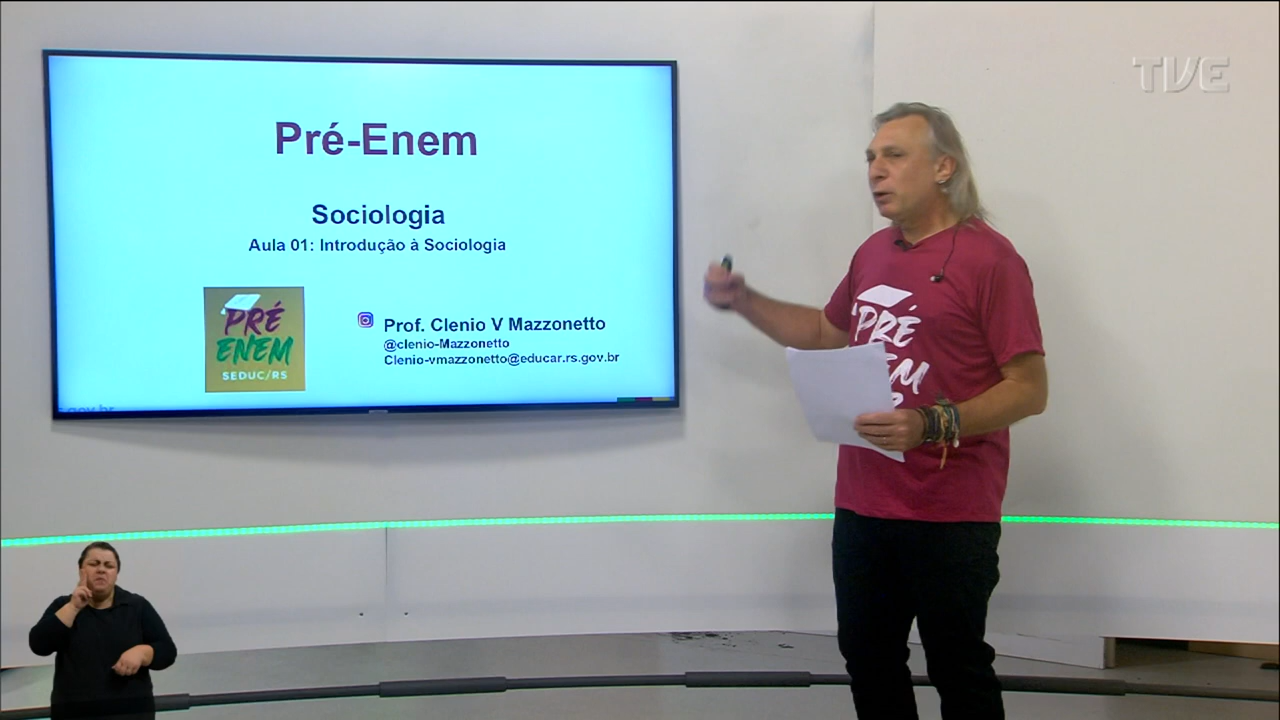 TVE
Pré-Enem
Sociologia
Aula 01: Introdução à Sociologia
PRÉ
ENEM
SEDUC/RS
Prof. Clenio V Mazzonetto
@clenio-Mazzonetto
Clenio-vmazzonetto@educar.rs.gov.br
PRÉ